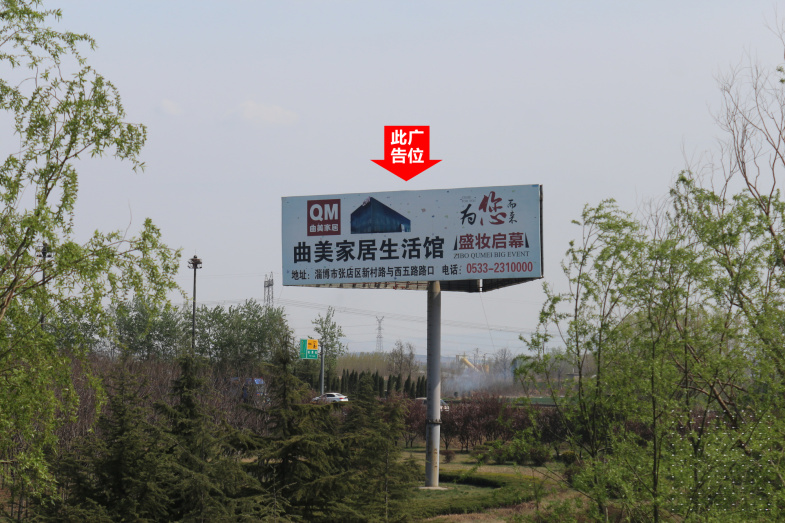 此广
告位
QM
曲美家居
为您而来
曲美家居生活馆
盛妆启幕
ZIBO QUMEI BIG EVENT
地址：淄博市张店区新村路与西五路路口 电话：0533-2310000